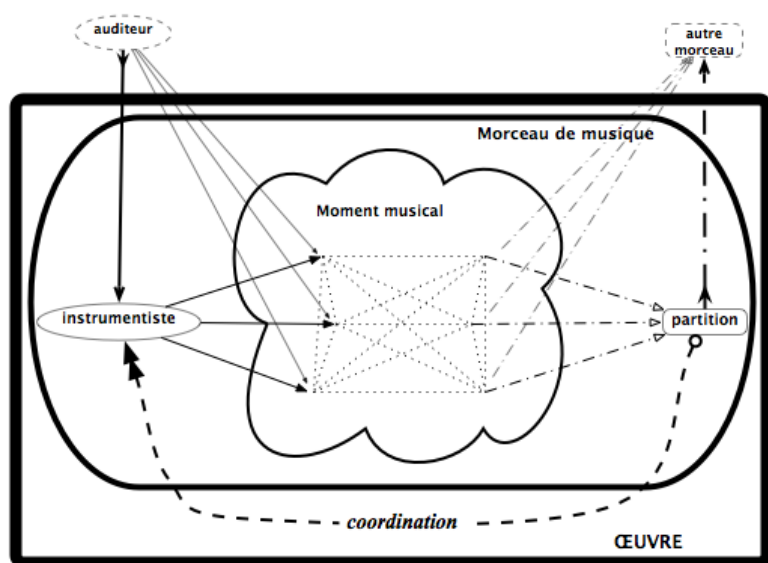 auditeur
autre
morceau
Morceau de musique
Moment musical
instrumentiste
partition
coordination
ŒUVRE